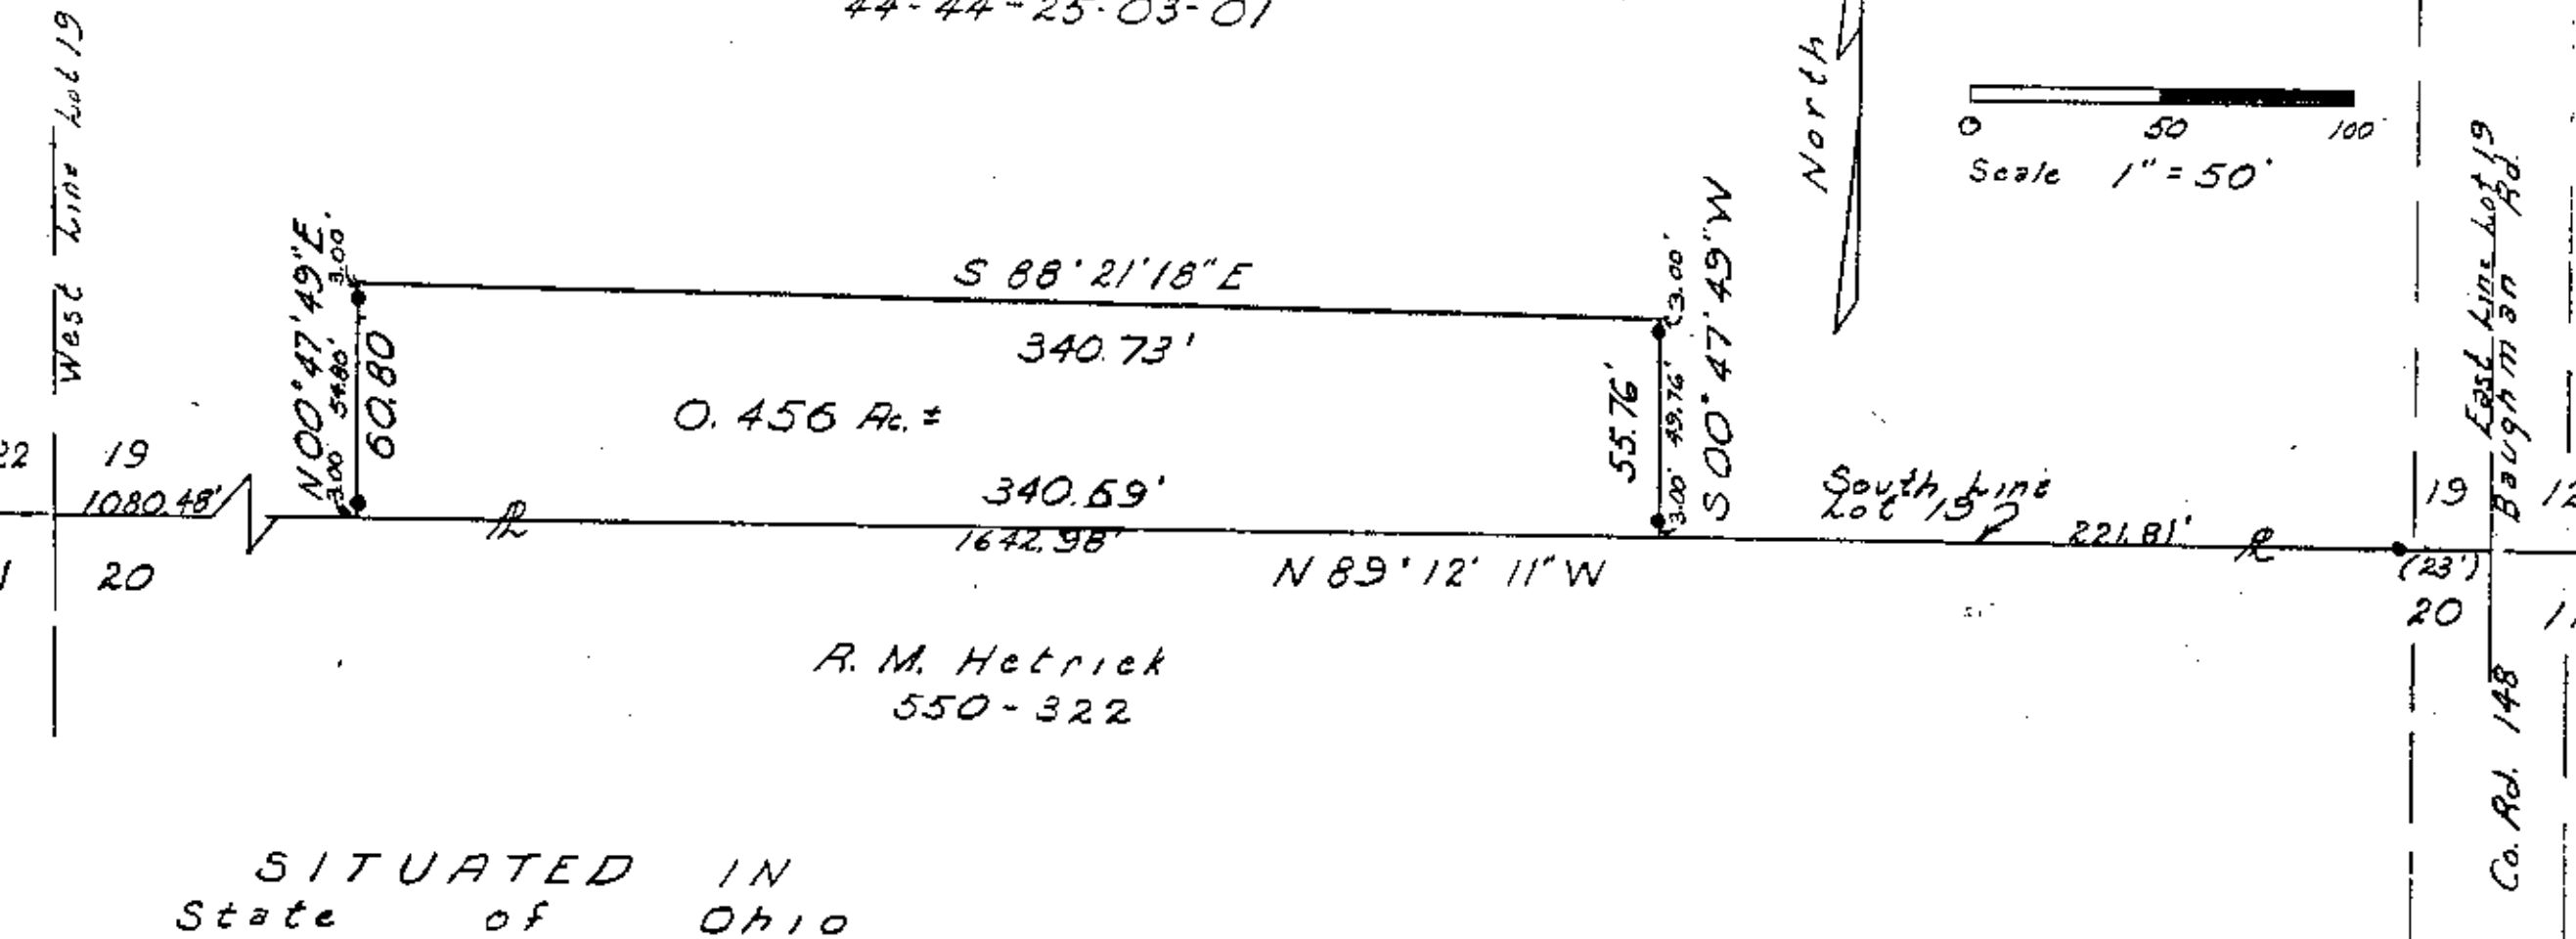 44-44-25-03-01
West Line Lot 19
North
0 50 100
Scale 1" = 50'
East Line Lot 19
Baughman Rd.
N 00° 47' 49" E.
3.00' 54.80' 3.00'
60.80
S 88° 21' 18" E
340.73'
0.456 Ac. ±
55.76'
3.00' 49.76' 3.00'
S 00° 47' 49" W
22 19
1080.48'
340.59'
1642.98'
N 89° 12' 11" W
South Line
Lot 19
221.81'
(23')
19 12
20
20
R. M. Hetrick
550-322
Co. Rd. 148
SITUATED IN
State of Ohio